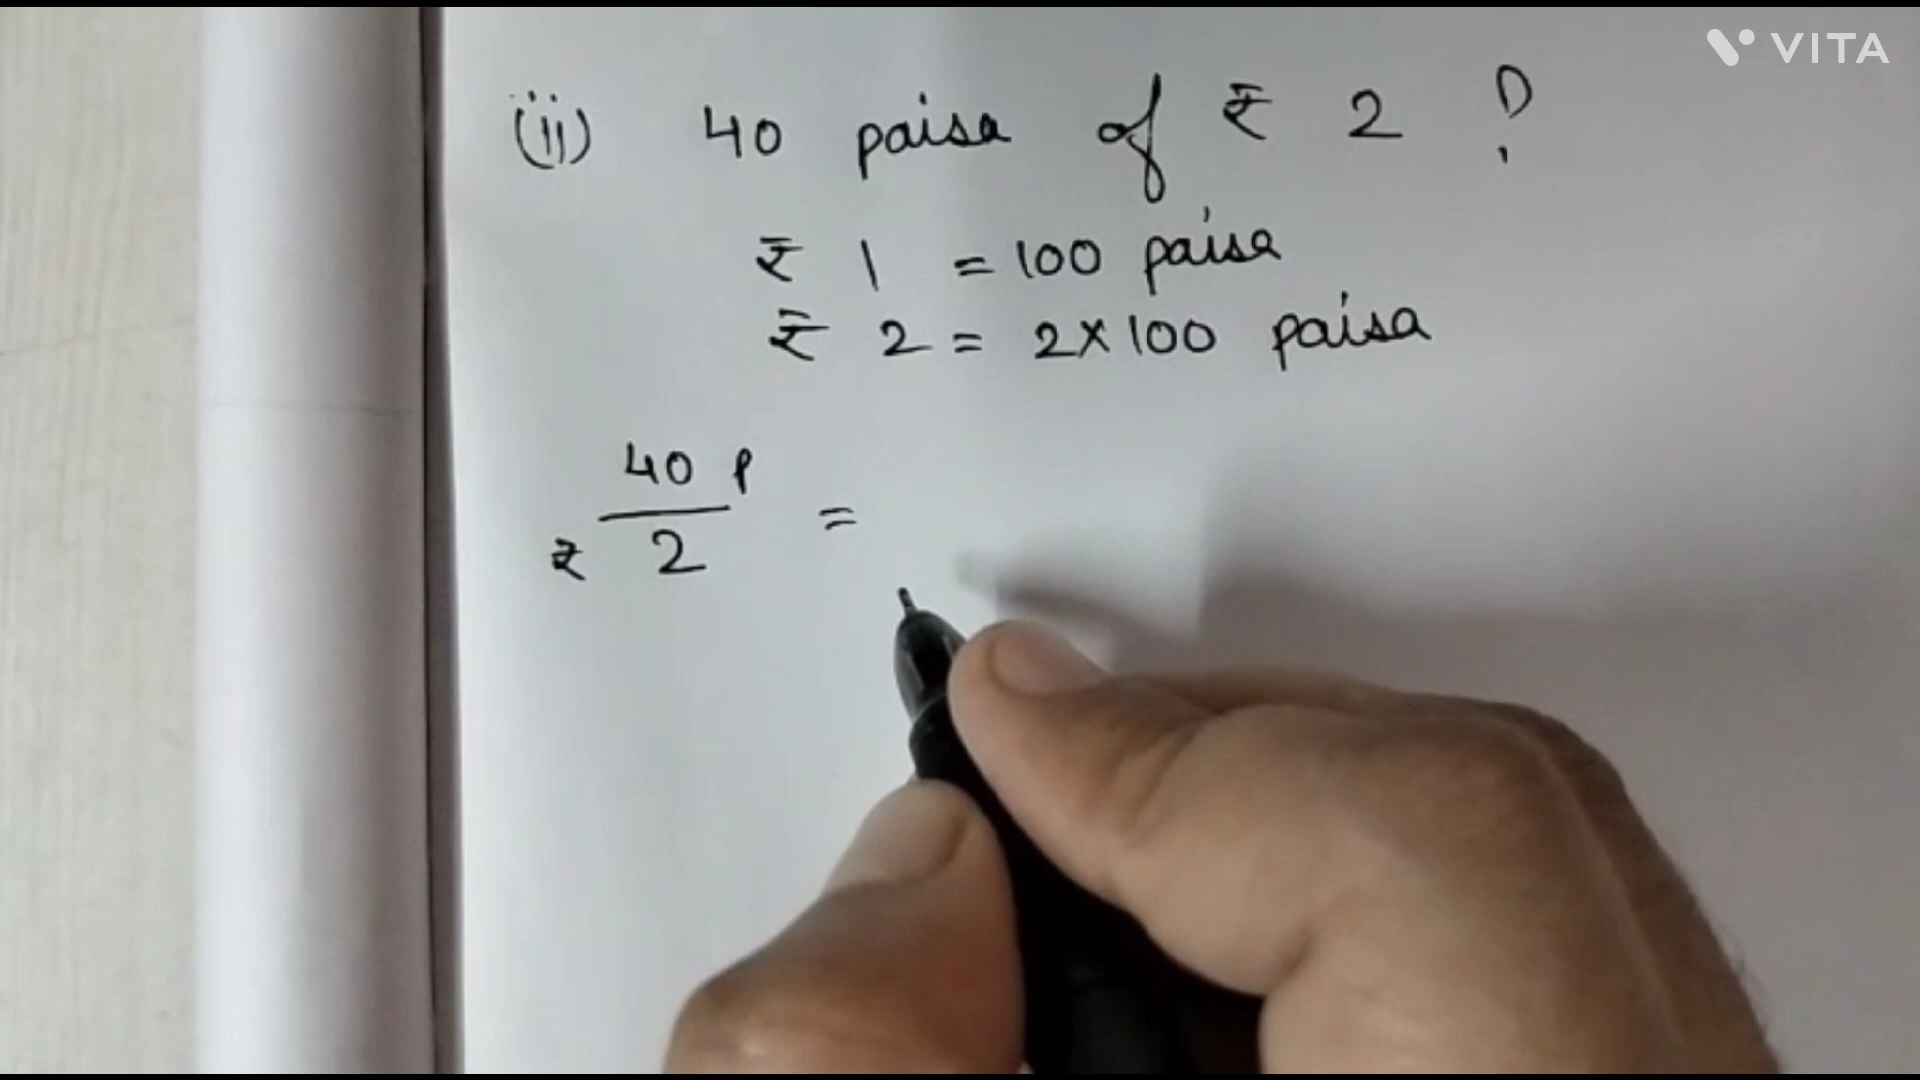 VITA
(ii) 40 paisa of ₹ 2 ?
₹ 1 = 100 paisa
₹ 2 = 2×100 paisa
40 P
₹ 2 =